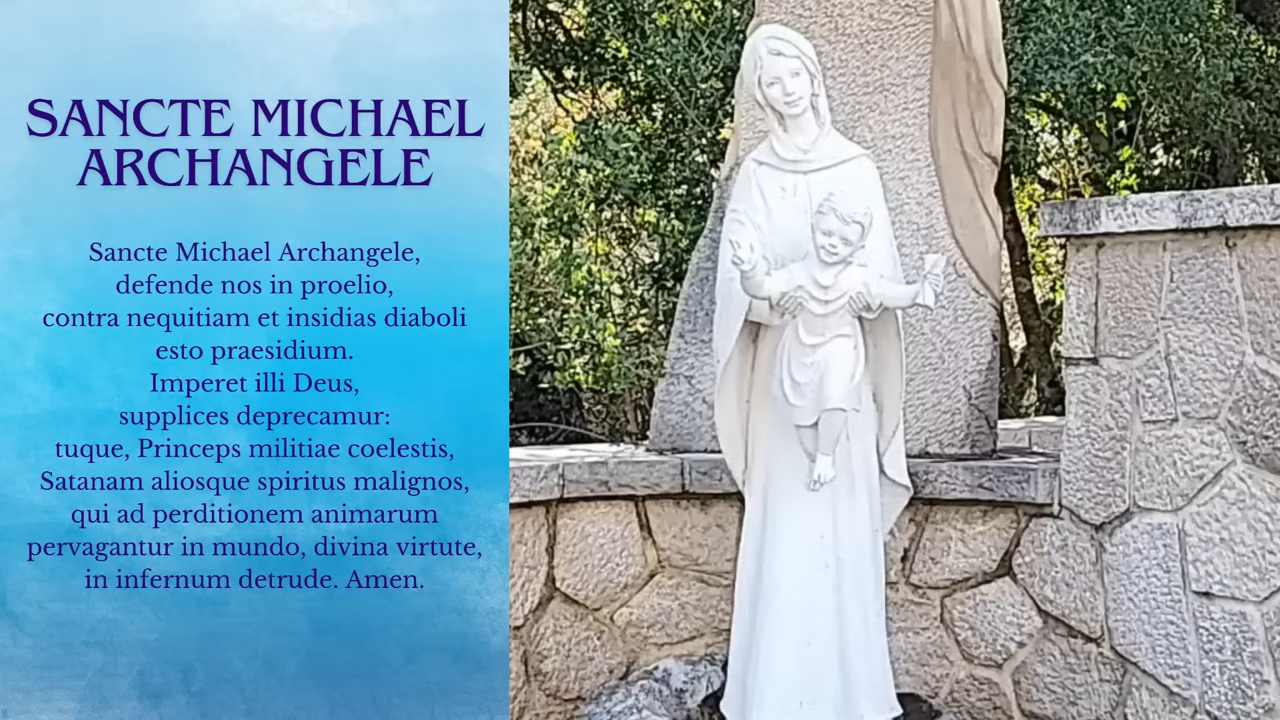 SANCTE MICHAEL
ARCHANGELE
Sancte Michael Archangele,
defende nos in proelio,
contra nequitiam et insidias diaboli
esto praesidium.
Imperet illi Deus,
supplices deprecamur:
tuque, Princeps militiae coelestis,
Satanam aliosque spiritus malignos,
qui ad perditionem animarum
pervagantur in mundo, divina virtute,
in infernum detrude. Amen.